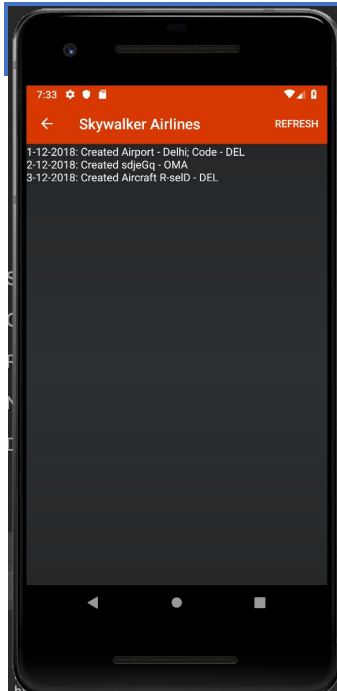 7:33
Skywalker Airlines
REFRESH
1-12-2018: Created Airport - Delhi; Code - DEL
2-12-2018: Created sdjeGq - OMA
3-12-2018: Created Aircraft R-selD - DEL